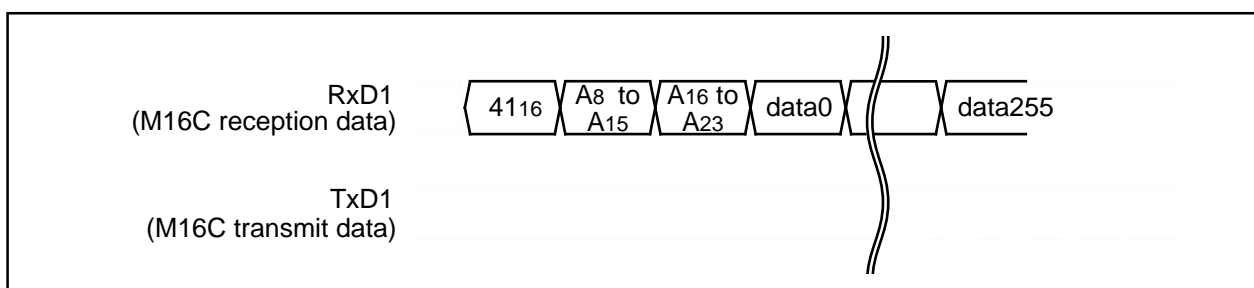 RxD1
(M16C reception data)
4116 A8 to A15 A16 to A23 data0 data255
TxD1
(M16C transmit data)